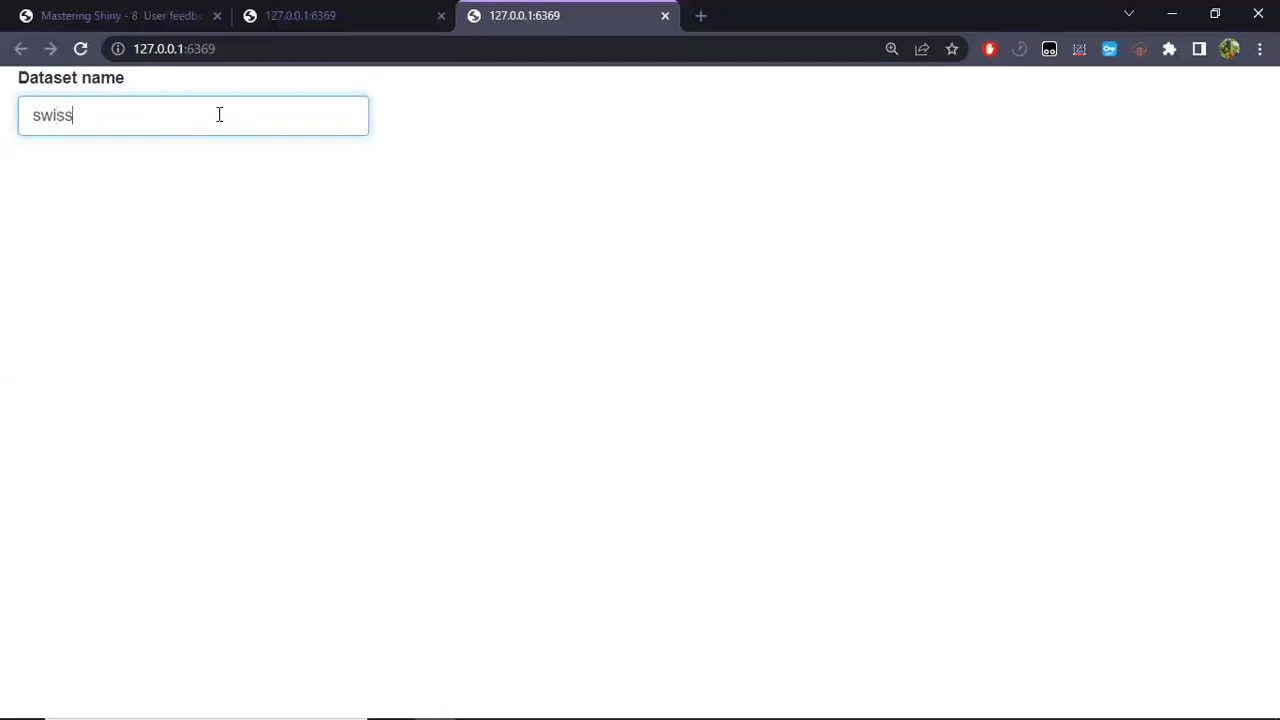 Mastering Shiny - 8 User feedba
127.0.0.1:6369
127.0.0.1:6369
127.0.0.1:6369
Dataset name
swiss